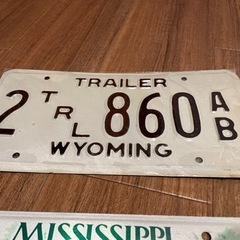 TRAILER
2 TRL 860 AB
WYOMING
MISSISSIPPI